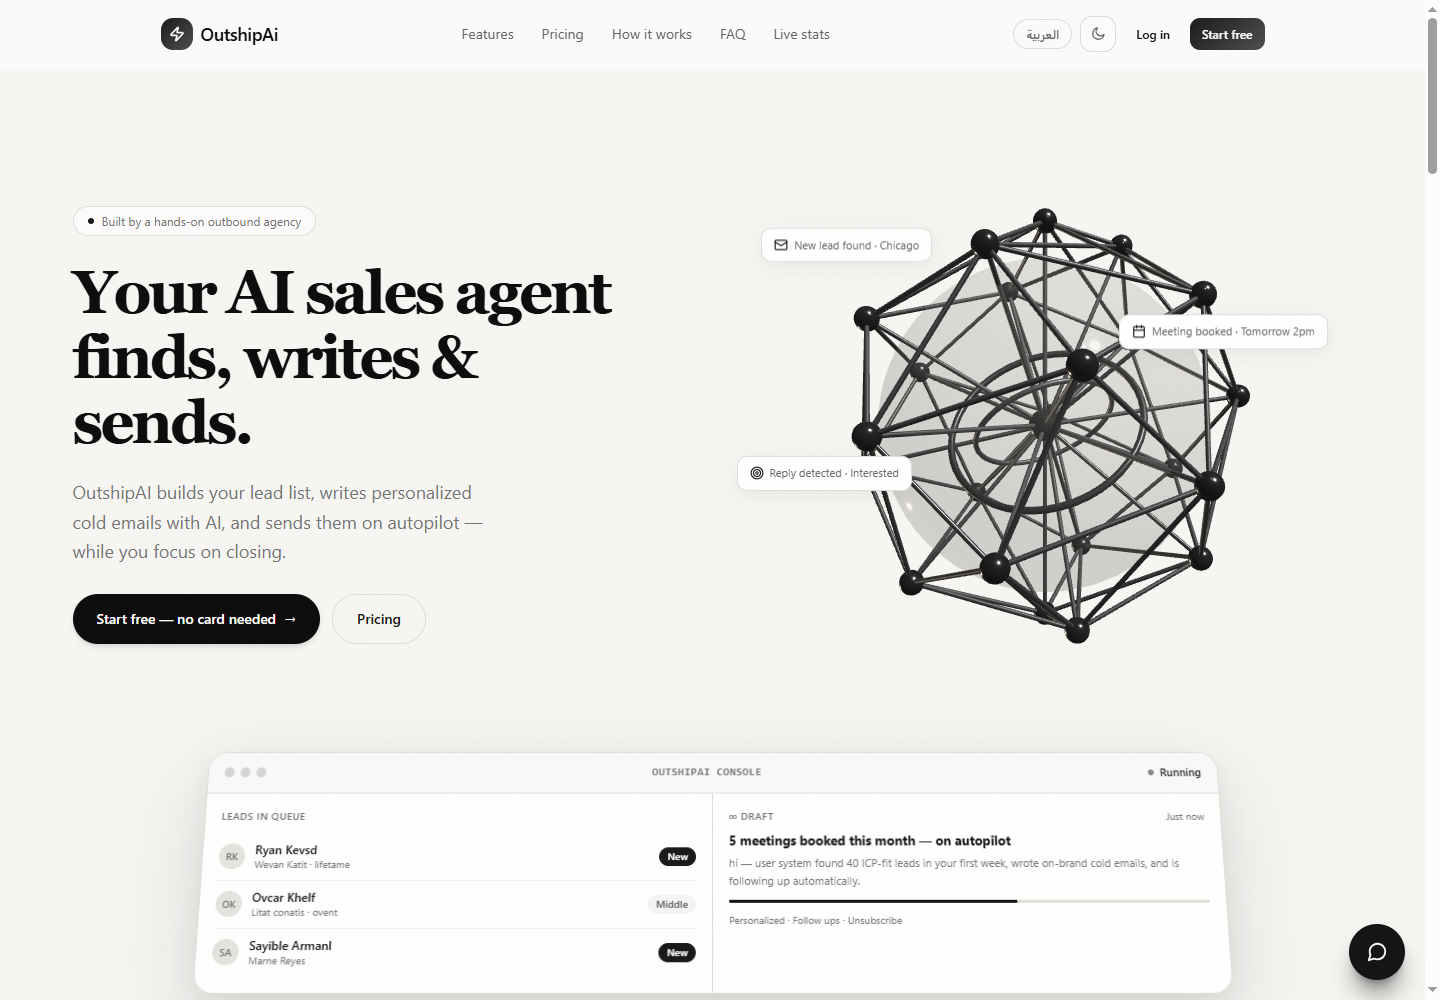 OutshipAi
Features
Pricing
How it works
FAQ
Live stats
العربية
Log in
Start free
Built by a hands-on outbound agency
Your AI sales agent
finds, writes &
sends.
OutshipAI builds your lead list, writes personalized
cold emails with AI, and sends them on autopilot —
while you focus on closing.
Start free — no card needed →
Pricing
New lead found · Chicago
Meeting booked · Tomorrow 2pm
Reply detected · Interested
OUTSHIPAI CONSOLE
Running
LEADS IN QUEUE
RK
Ryan Kevsd
Wevan Katit · lifetame
New
OK
Ovcar Khelf
Litat conatis · ovent
Middle
SA
Sayible Armanl
Marne Reyes
New
∞ DRAFT
Just now
5 meetings booked this month — on autopilot
hi — user system found 40 ICP-fit leads in your first week, wrote on-brand cold emails, and is
following up automatically.
Personalized · Follow ups · Unsubscribe